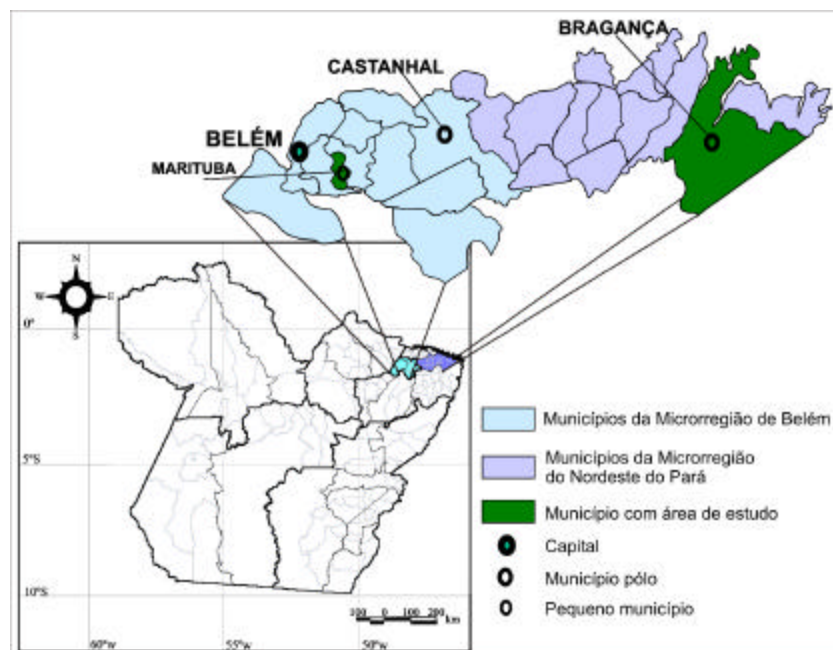 BRAGANÇA
CASTANHAL
BELÉM
MARITUBA
N
W
E
S
0°
5°S
10°S
60°w
55°w
50°w
100 0 100 200
km
Municípios da Microrregião de Belém
Municípios da Microrregião
do Nordeste do Pará
Município com área de estudo
Capital
Município pólo
Pequeno município